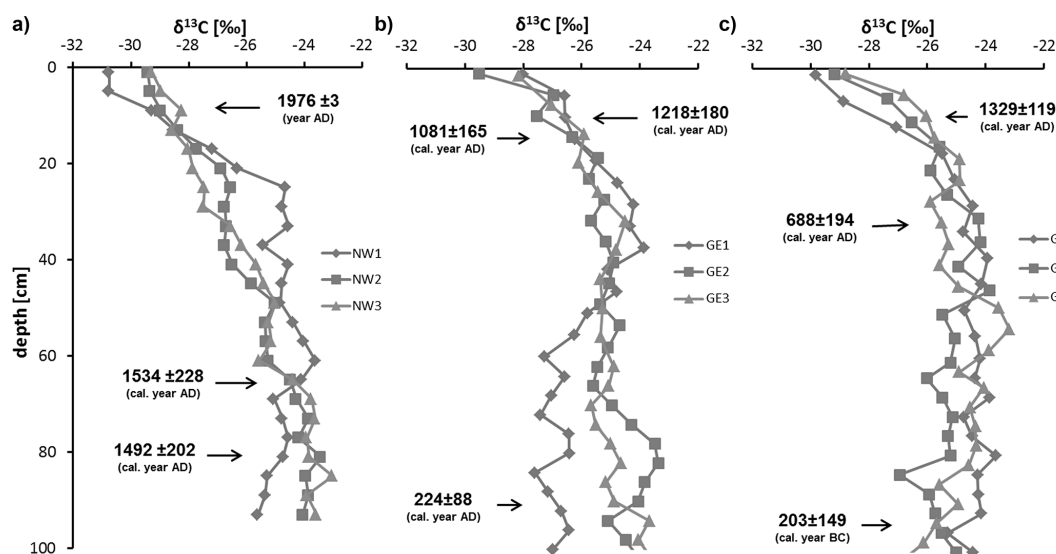 a)
δ¹³C [‰]
-32 -30 -28 -26 -24 -22
0
20
40
60
80
100
depth [cm]
1976 ±3
(year AD)
NW1
NW2
NW3
1534 ±228
(cal. year AD)
1492 ±202
(cal. year AD)
b)
δ¹³C [‰]
-32 -30 -28 -26 -24 -22
1081±165
(cal. year AD)
1218±180
(cal. year AD)
GE1
GE2
GE3
224±88
(cal. year AD)
c)
δ¹³C [‰]
-32 -30 -28 -26 -24 -22
1329±119
(cal. year AD)
688±194
(cal. year AD)
G
G
G
203±149
(cal. year BC)